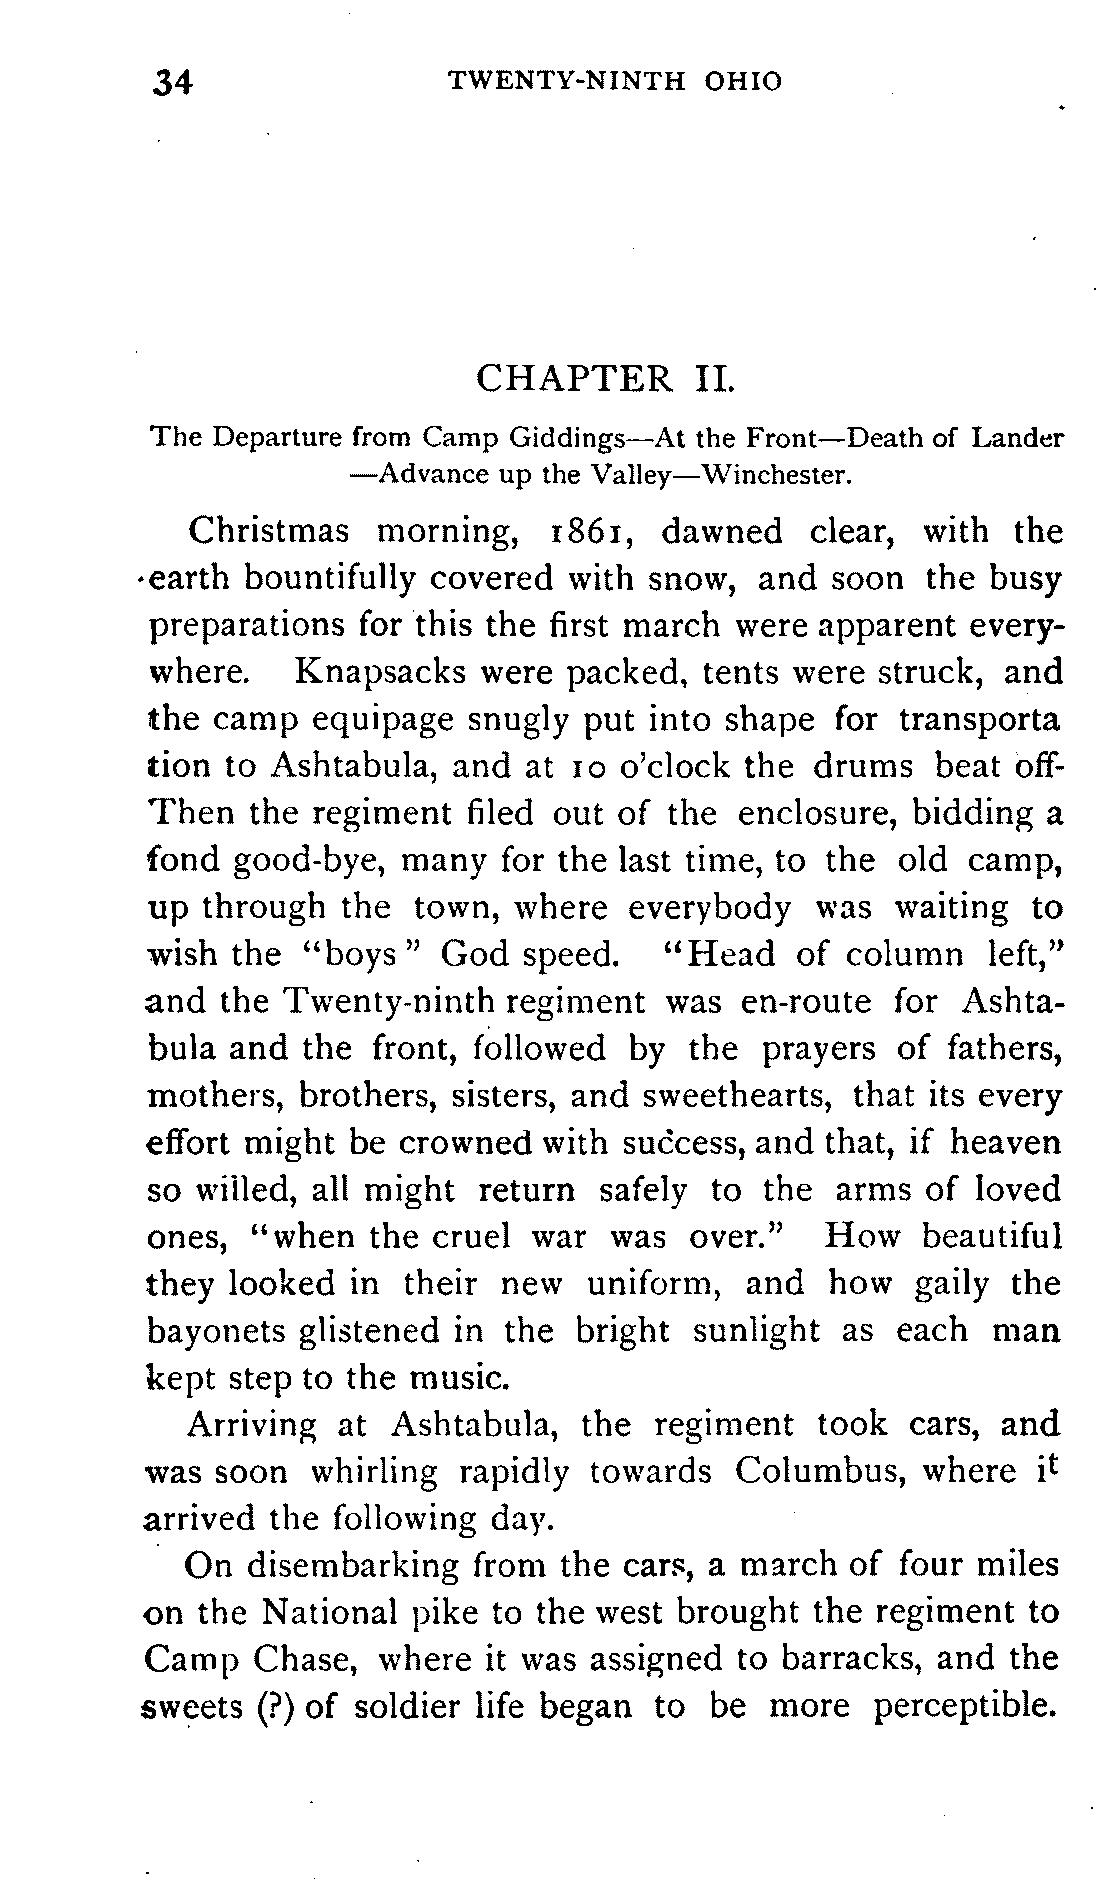 34 TWENTY-NINTH OHIO
CHAPTER II.
The Departure from Camp Giddings—At the Front—Death of Lander
—Advance up the Valley—Winchester.
Christmas morning, 1861, dawned clear, with the
earth bountifully covered with snow, and soon the busy
preparations for this the first march were apparent every-
where. Knapsacks were packed, tents were struck, and
the camp equipage snugly put into shape for transporta
tion to Ashtabula, and at 10 o'clock the drums beat off-
Then the regiment filed out of the enclosure, bidding a
fond good-bye, many for the last time, to the old camp,
up through the town, where everybody was waiting to
wish the "boys" God speed. "Head of column left,"
and the Twenty-ninth regiment was en-route for Ashta-
bula and the front, followed by the prayers of fathers,
mothers, brothers, sisters, and sweethearts, that its every
effort might be crowned with success, and that, if heaven
so willed, all might return safely to the arms of loved
ones, "when the cruel war was over." How beautiful
they looked in their new uniform, and how gaily the
bayonets glistened in the bright sunlight as each man
kept step to the music.
Arriving at Ashtabula, the regiment took cars, and
was soon whirling rapidly towards Columbus, where it
arrived the following day.
On disembarking from the cars, a march of four miles
on the National pike to the west brought the regiment to
Camp Chase, where it was assigned to barracks, and the
sweets (?) of soldier life began to be more perceptible.